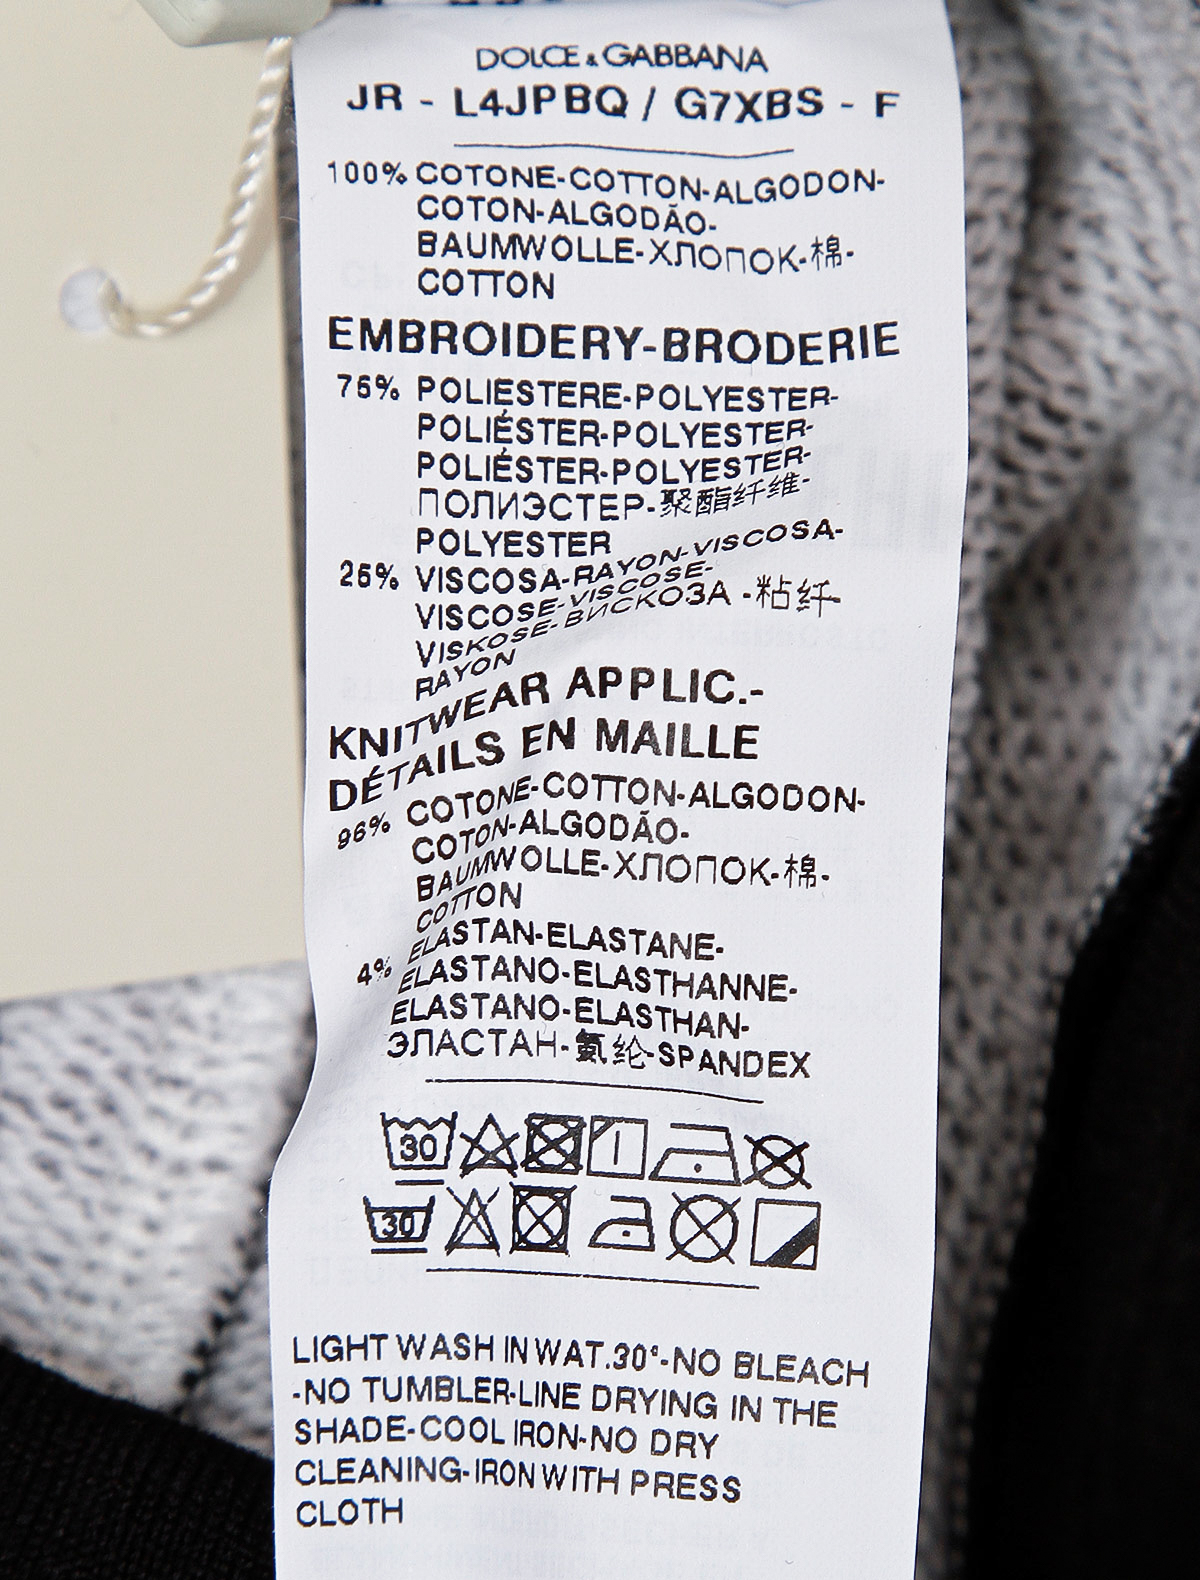 DOLCE & GABBANA
JR - L4JPBQ / G7XBS - F
100% COTONE-COTTON-ALGODON-
COTON-ALGODÃO-
BAUMWOLLE-ХЛОПОК-棉-
COTTON
EMBROIDERY-BRODERIE
75% POLIESTERE-POLYESTER-
POLIÉSTER-POLYESTER-
POLIÉSTER-POLYESTER-
ПОЛИЭСТЕР-聚酯纤维-
POLYESTER
25% VISCOSA-RAYON-VISCOSA-
VISCOSE-VISCOSE-
VISKOSE-ВИСКОЗА -粘纤-
RAYON
KNITWEAR APPLIC.-
DÉTAILS EN MAILLE
96% COTONE-COTTON-ALGODON-
COTON-ALGODÃO-
BAUMWOLLE-ХЛОПОК-棉-
COTTON
4% ELASTAN-ELASTANE-
ELASTANO-ELASTHANNE-
ELASTANO-ELASTHAN-
ЭЛАСТАН-氨纶-SPANDEX
30
30
LIGHT WASH IN WAT.30°-NO BLEACH
-NO TUMBLER-LINE DRYING IN THE
SHADE-COOL IRON-NO DRY
CLEANING-IRON WITH PRESS
CLOTH